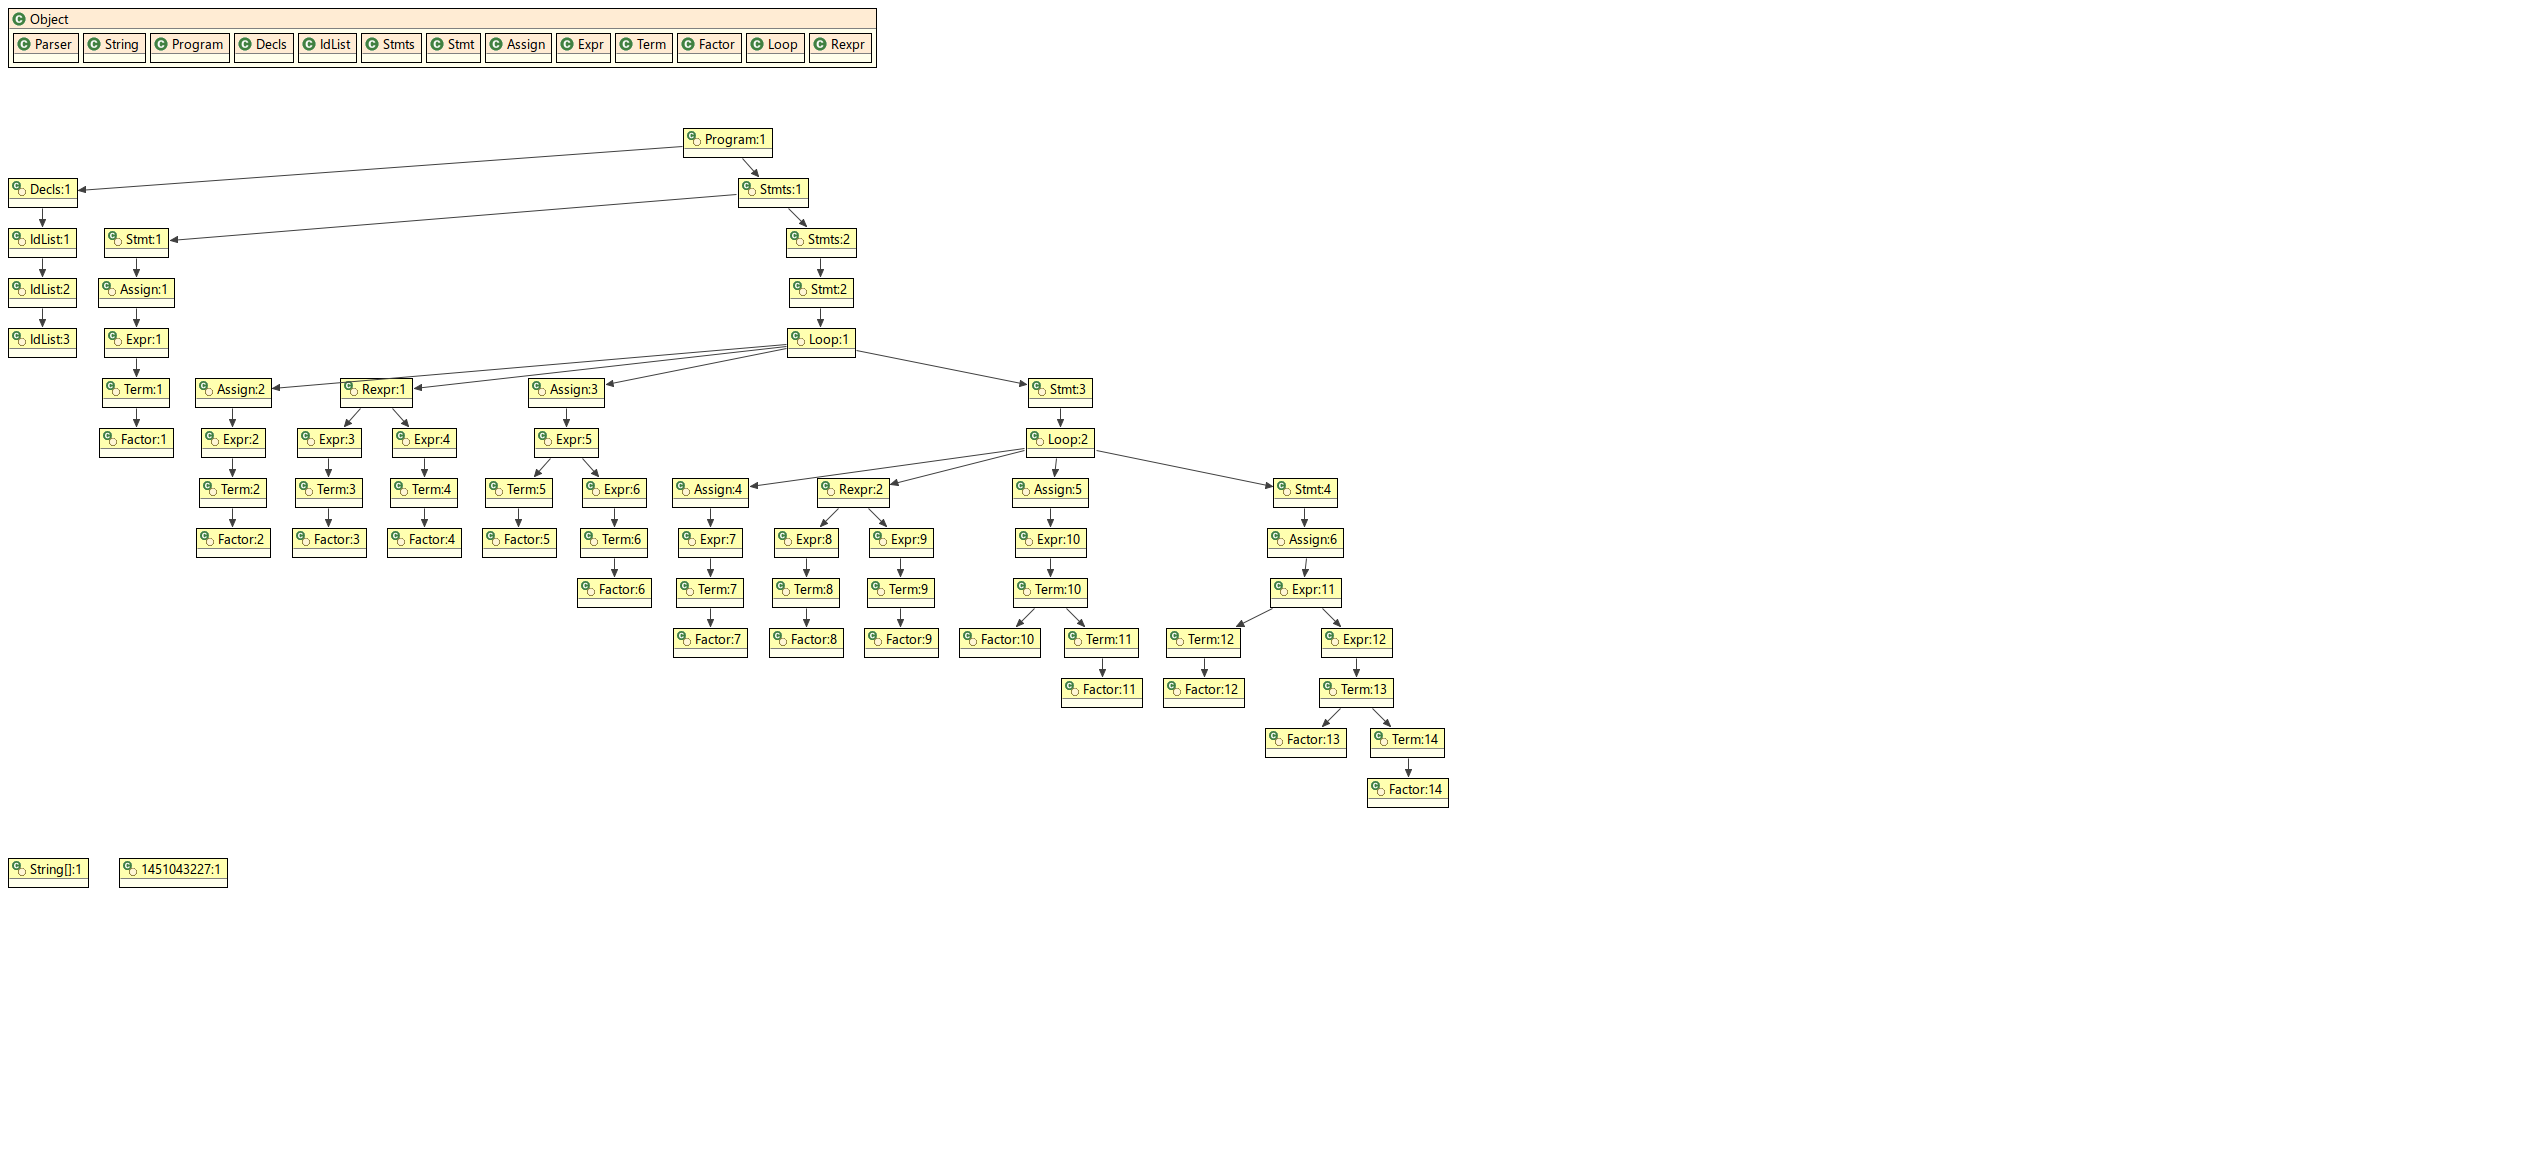 Object
Parser String Program Decls IdList Stmts Stmt Assign Expr Term Factor Loop Rexpr
Program:1
Decls:1 Stmts:1
IdList:1 Stmt:1 Stmts:2
IdList:2 Assign:1 Stmt:2
IdList:3 Expr:1 Loop:1
Term:1 Assign:2 Rexpr:1 Assign:3 Stmt:3
Factor:1 Expr:2 Expr:3 Expr:4 Expr:5 Loop:2
Term:2 Term:3 Term:4 Term:5 Expr:6 Assign:4 Rexpr:2 Assign:5 Stmt:4
Factor:2 Factor:3 Factor:4 Factor:5 Term:6 Expr:7 Expr:8 Expr:9 Expr:10 Assign:6
Factor:6 Term:7 Term:8 Term:9 Term:10 Expr:11
Factor:7 Factor:8 Factor:9 Factor:10 Term:11 Term:12 Expr:12
Factor:11 Factor:12 Term:13
Factor:13 Term:14
Factor:14
String[]:1 1451043227:1